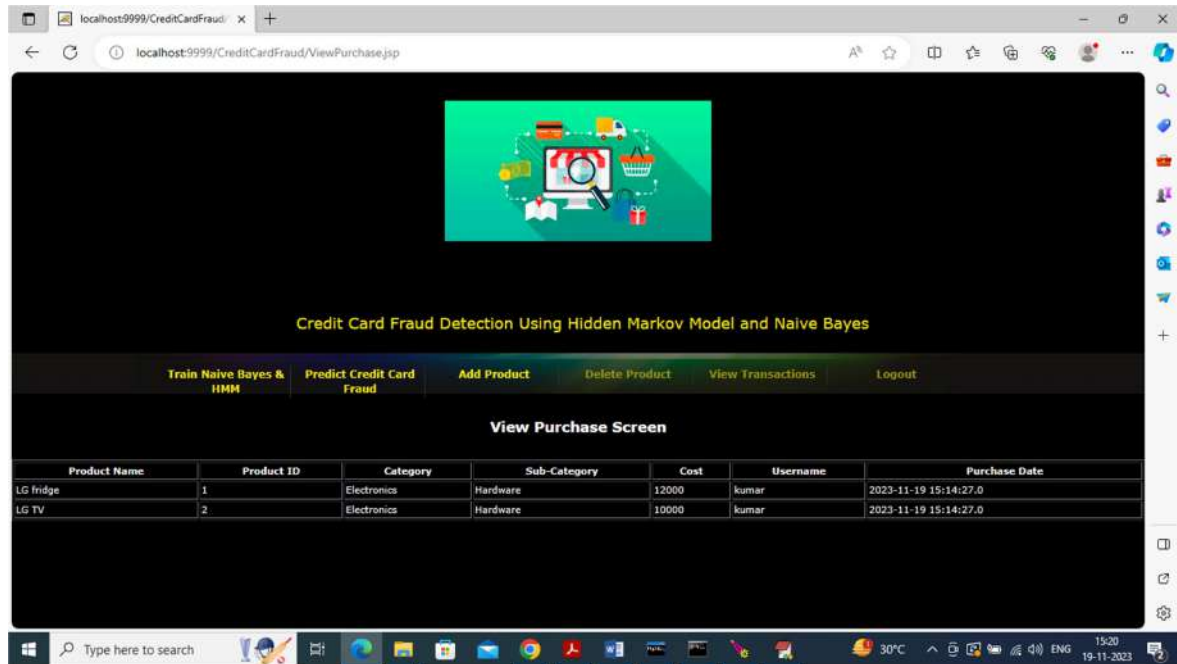 localhost:9999/CreditCardFraud/
localhost:9999/CreditCardFraud/ViewPurchase.jsp
Credit Card Fraud Detection Using Hidden Markov Model and Naive Bayes
Train Naive Bayes & HMM Predict Credit Card Fraud Add Product Delete Product View Transactions Logout
View Purchase Screen
Product Name Product ID Category Sub-Category Cost Username Purchase Date
LG fridge 1 Electronics Hardware 12000 kumar 2023-11-19 15:14:27.0
LG TV 2 Electronics Hardware 10000 kumar 2023-11-19 15:14:27.0
Type here to search 30°C ENG 15:20
19-11-2023